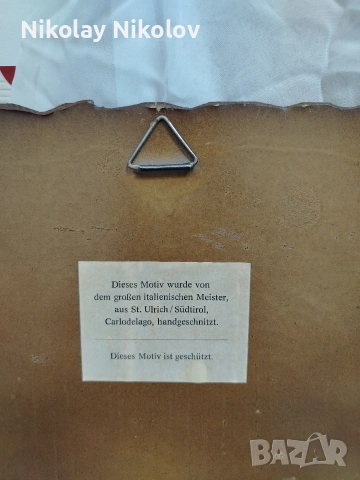 Nikolay Nikolov
Dieses Motiv wurde von
dem großen italienischen Meister,
aus St. Ulrich/Südtirol,
Carlodelago, handgeschnitzt.
Dieses Motiv ist geschützt.
BAZAR